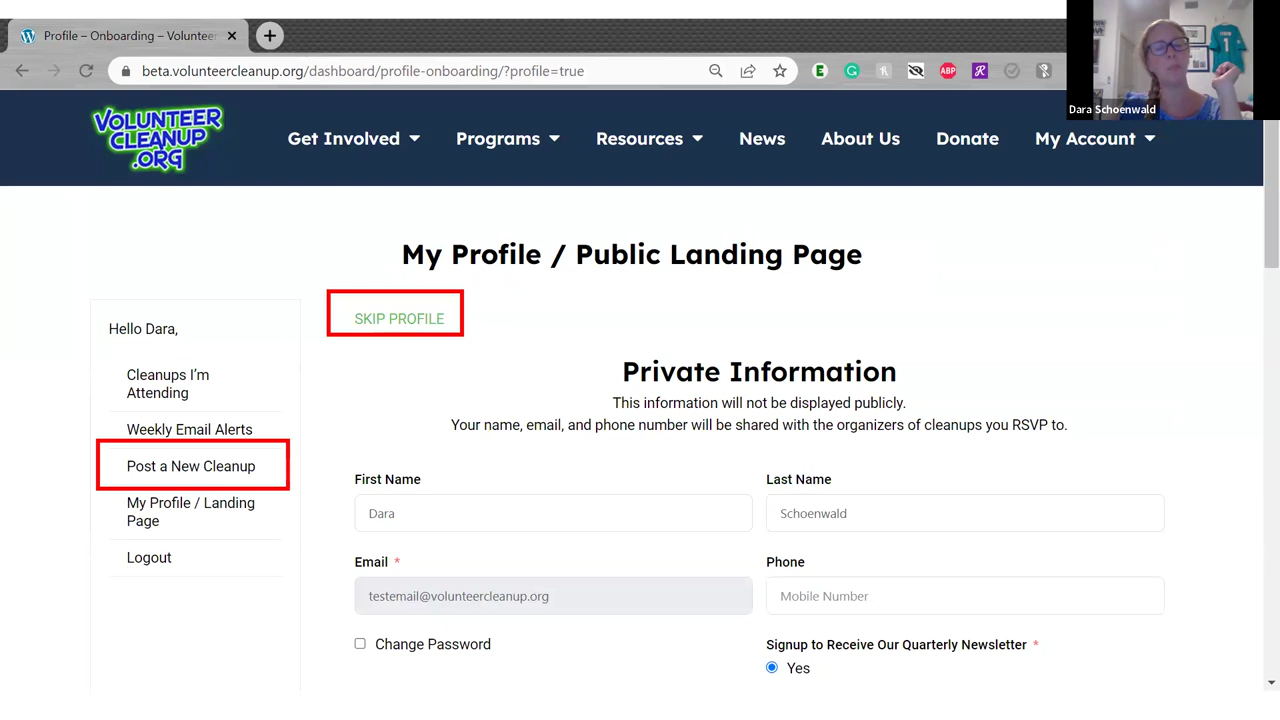 Profile – Onboarding – Voluntee
beta.volunteercleanup.org/dashboard/profile-onboarding/?profile=true
E
ABP
Dara Schoenwald
1
VOLUNTEER
CLEANUP
.ORG
Get Involved
Programs
Resources
News
About Us
Donate
My Account
My Profile / Public Landing Page
Hello Dara,
Cleanups I'm
Attending
Weekly Email Alerts
Post a New Cleanup
My Profile / Landing
Page
Logout
SKIP PROFILE
Private Information
This information will not be displayed publicly.
Your name, email, and phone number will be shared with the organizers of cleanups you RSVP to.
First Name
Last Name
Dara
Schoenwald
Email *
Phone
testemail@volunteercleanup.org
Mobile Number
Change Password
Signup to Receive Our Quarterly Newsletter *
Yes